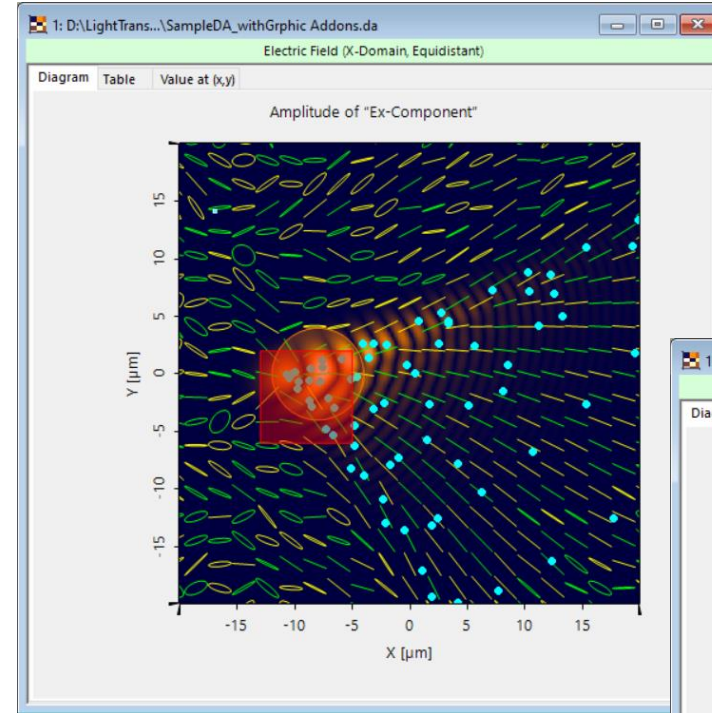 1: D:\LightTrans...\SampleDA_withGrphic Addons.da
Electric Field (X-Domain, Equidistant)
Diagram Table Value at (x,y)
Amplitude of "Ex-Component"
15
10
5
0
-5
-10
-15
Y [µm]
-15 -10 -5 0 5 10 15
X [µm]
1
Dia